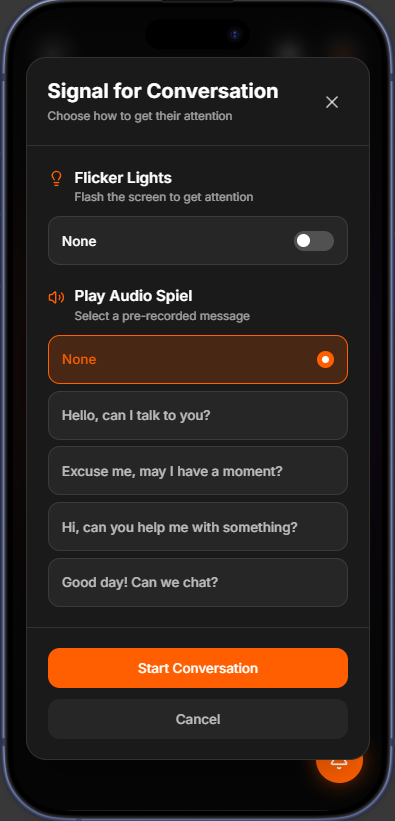 Signal for Conversation
Choose how to get their attention
Flicker Lights
Flash the screen to get attention
None
Play Audio Spiel
Select a pre-recorded message
None
Hello, can I talk to you?
Excuse me, may I have a moment?
Hi, can you help me with something?
Good day! Can we chat?
Start Conversation
Cancel